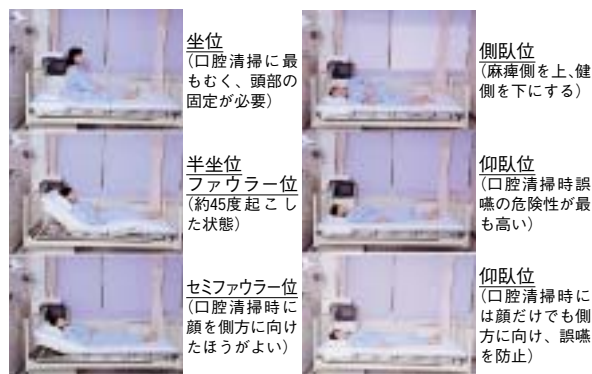 坐位
(口腔清掃に最
もむく、頭部の
固定が必要)
半坐位
ファウラー位
(約45度起こし
た状態)
セミファウラー位
(口腔清掃時に
顔を側方に向け
たほうがよい)
側臥位
(麻痺側を上、健
側を下にする)
仰臥位
(口腔清掃時誤
嚥の危険性が最
も高い)
仰臥位
(口腔清掃時に
は顔だけでも側
方に向け、誤嚥
を防止)